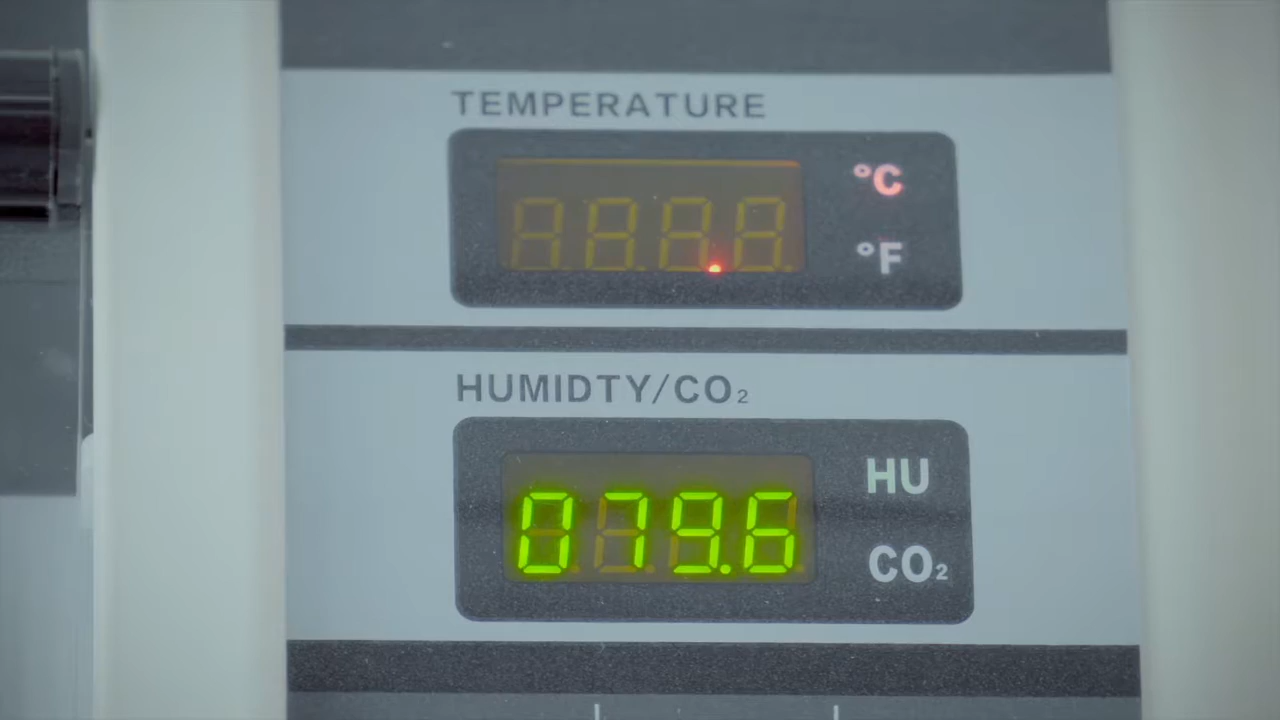 TEMPERATURE
.
°C
°F
HUMIDTY/CO₂
079.6
HU
CO₂